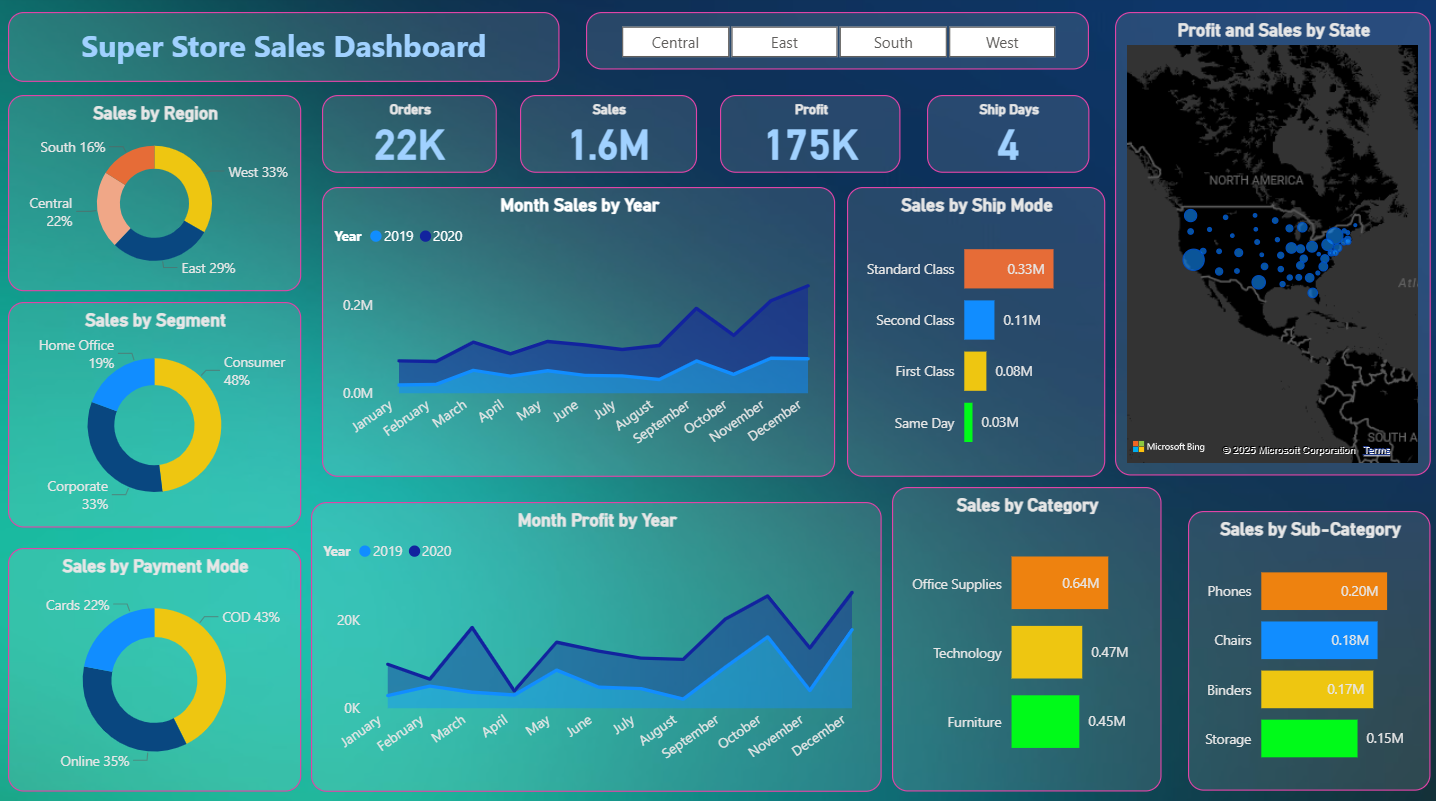 Super Store Sales Dashboard
Central
East
South
West
Profit and Sales by State
NORTH AMERICA
Atl
SOUTH A
Microsoft Bing
© 2025 Microsoft Corporation
Terms
Sales by Region
South 16%
West 33%
Central
22%
East 29%
Orders
22K
Sales
1.6M
Profit
175K
Ship Days
4
Month Sales by Year
Year 2019 2020
0.2M
0.0M
January
February
March
April
May
June
July
August
September
October
November
December
Sales by Ship Mode
Standard Class 0.33M
Second Class 0.11M
First Class 0.08M
Same Day 0.03M
Sales by Segment
Home Office
19%
Consumer
48%
Corporate
33%
Sales by Payment Mode
Cards 22%
COD 43%
Online 35%
Month Profit by Year
Year 2019 2020
20K
0K
January
February
March
April
May
June
July
August
September
October
November
December
Sales by Category
Office Supplies 0.64M
Technology 0.47M
Furniture 0.45M
Sales by Sub-Category
Phones 0.20M
Chairs 0.18M
Binders 0.17M
Storage 0.15M